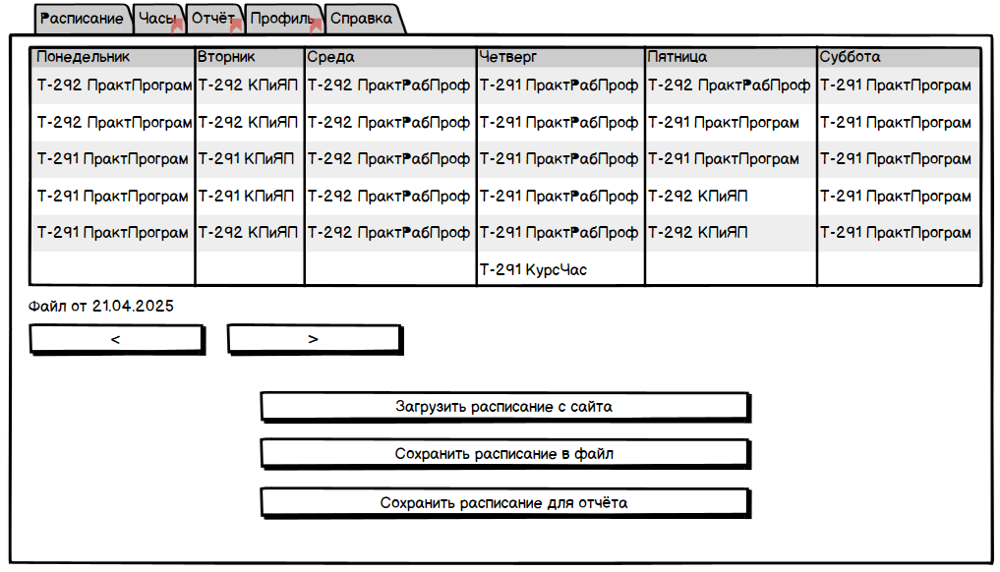 Расписание Часы Отчёт Профиль Справка
Понедельник Вторник Среда Четверг Пятница Суббота
Т-292 ПрактПрограм Т-292 КПиЯП Т-292 ПрактРабПроф Т-291 ПрактРабПроф Т-292 ПрактРабПроф Т-291 ПрактПрограм
Т-292 ПрактПрограм Т-292 КПиЯП Т-292 ПрактРабПроф Т-291 ПрактРабПроф Т-291 ПрактПрограм Т-291 ПрактПрограм
Т-291 ПрактПрограм Т-291 КПиЯП Т-292 ПрактРабПроф Т-291 ПрактРабПроф Т-291 ПрактПрограм Т-291 ПрактПрограм
Т-291 ПрактПрограм Т-291 КПиЯП Т-292 ПрактРабПроф Т-291 ПрактРабПроф Т-292 КПиЯП Т-291 ПрактПрограм
Т-291 ПрактПрограм Т-292 КПиЯП Т-292 ПрактРабПроф Т-291 ПрактРабПроф Т-292 КПиЯП Т-291 ПрактПрограм
Т-291 КурсЧас
Файл от 21.04.2025
< >
Загрузить расписание с сайта
Сохранить расписание в файл
Сохранить расписание для отчёта